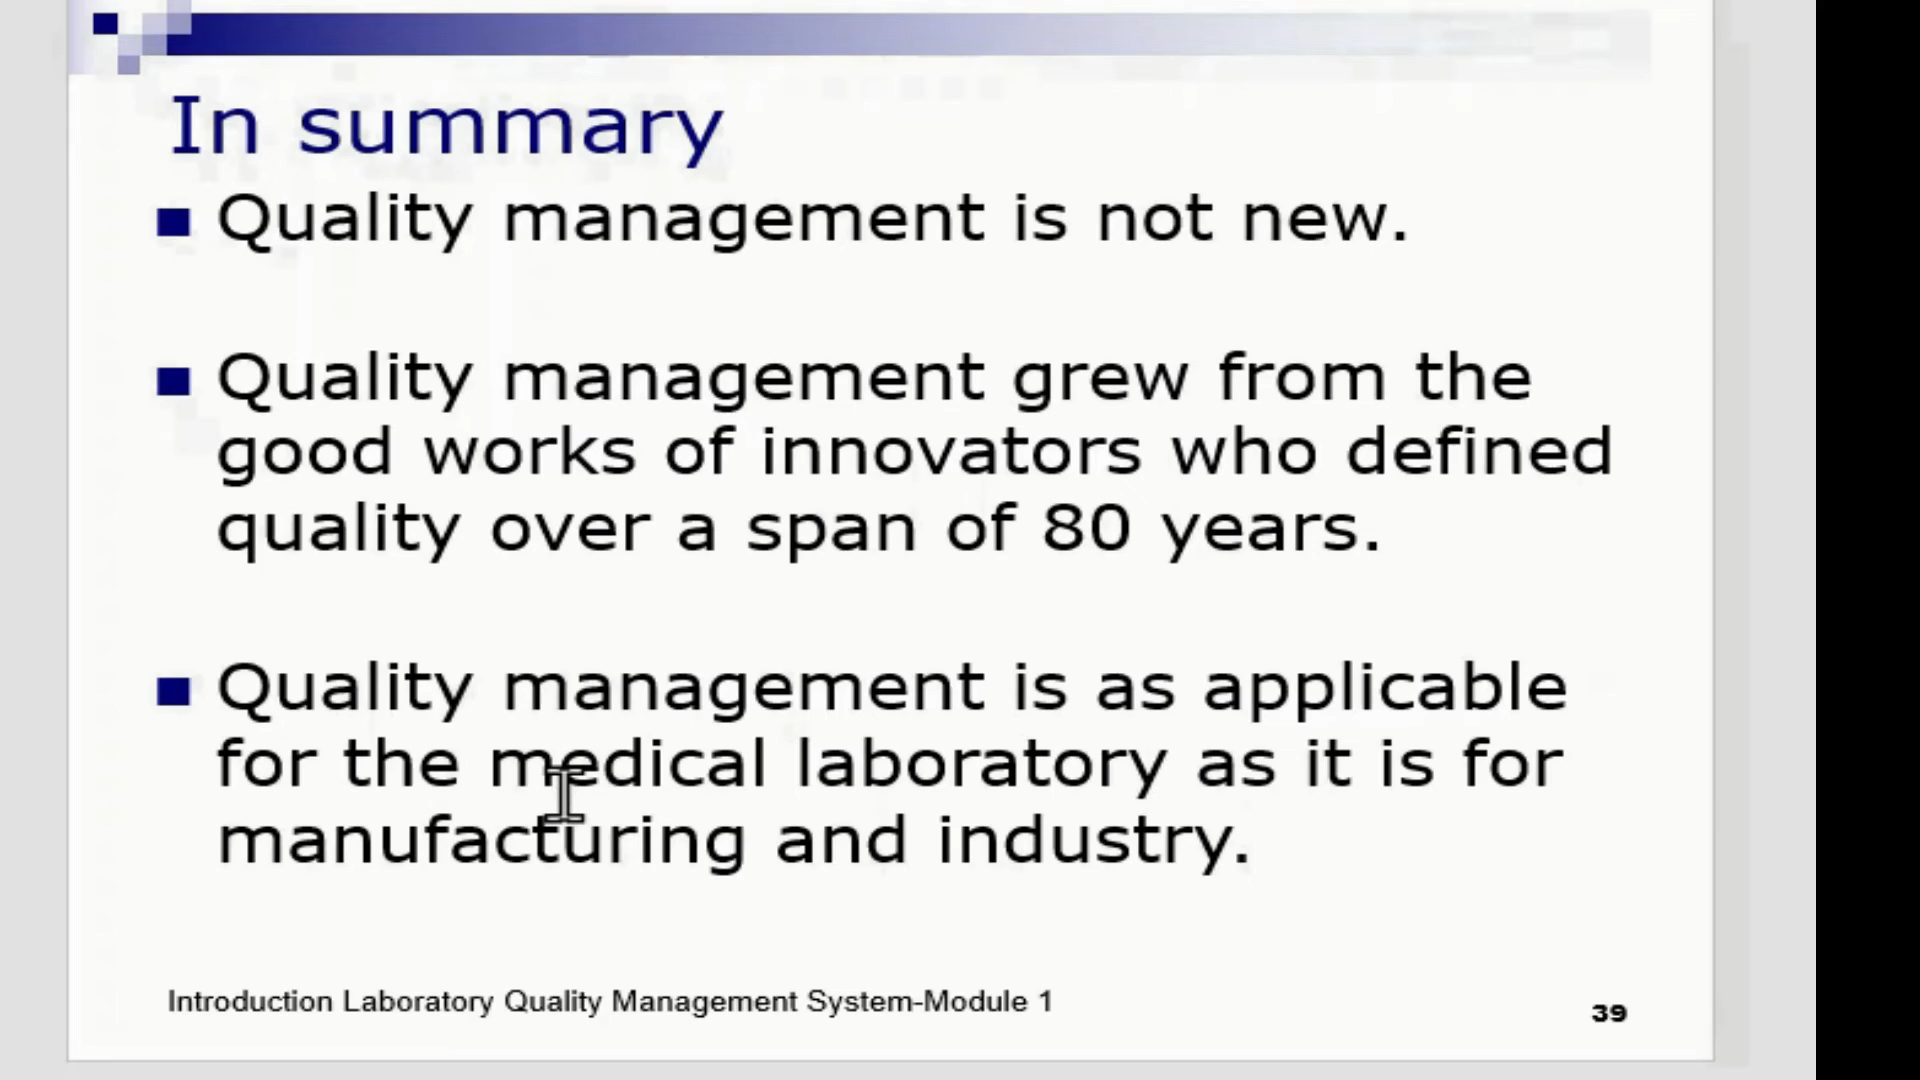 In summary
Quality management is not new.
Quality management grew from the
good works of innovators who defined
quality over a span of 80 years.
Quality management is as applicable
for the medical laboratory as it is for
manufacturing and industry.
Introduction Laboratory Quality Management System-Module 1
39